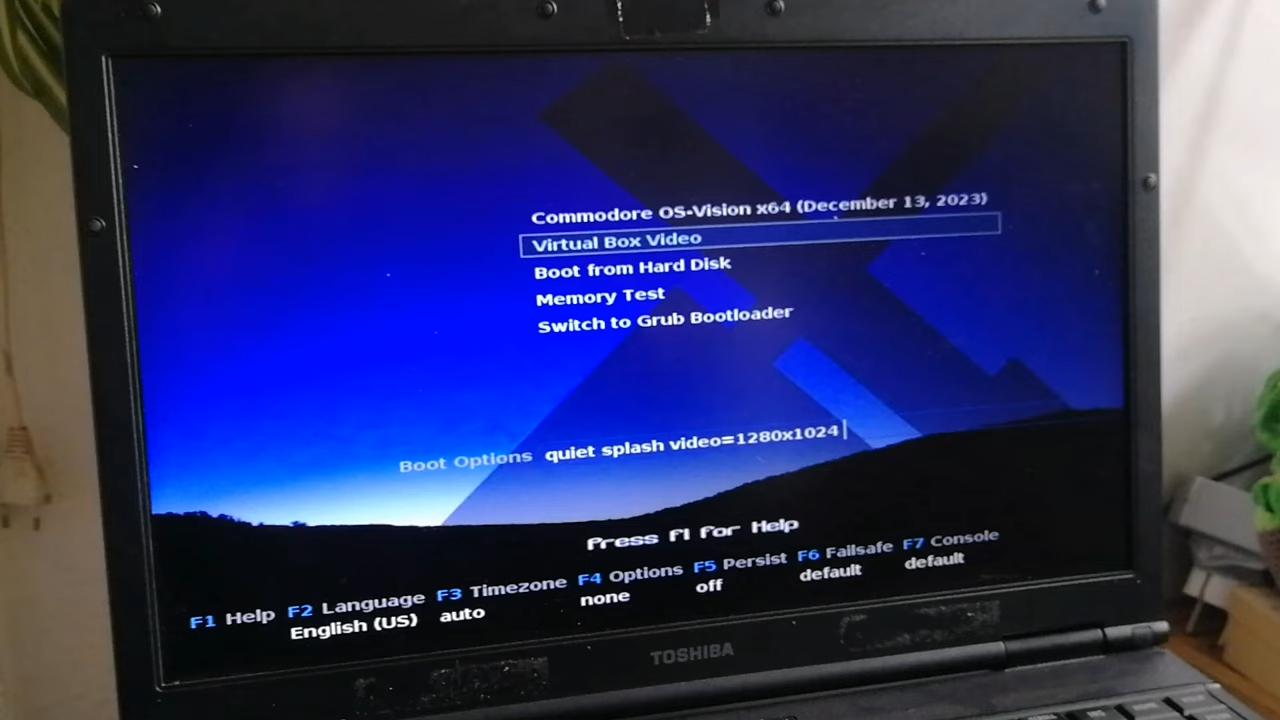 Commodore OS-Vision x64 (December 13, 2023)
Virtual Box Video
Boot from Hard Disk
Memory Test
Switch to Grub Bootloader
Boot Options quiet splash video=1280x1024
Press F1 for Help
F1 Help F2 Language F3 Timezone F4 Options F5 Persist F6 Failsafe F7 Console
English (US) auto none off default default
TOSHIBA